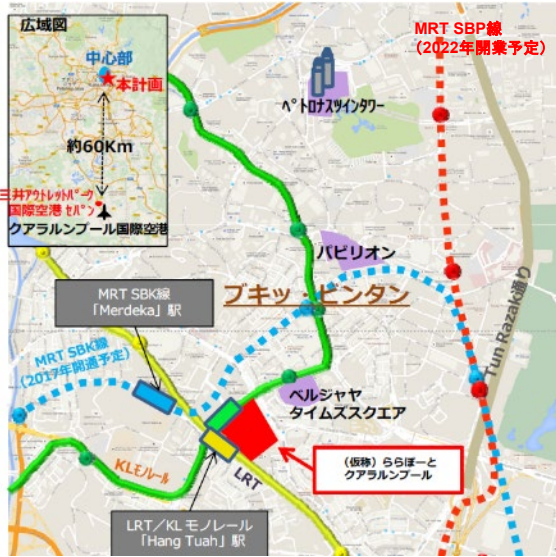 広域図
中心部
本計画
約60Km
三井アウトレットパーク
国際空港 セパン
クアラルンプール国際空港
MRT SBP線
(2022年開業予定)
ペトロナスツインタワー
パビリオン
ブキッ・ビンタン
MRT SBK線
「Merdeka」駅
MRT SBK線
(2017年開通予定)
Tun Razak通り
ベルジャヤ
タイムズスクエア
(仮称)ららぽーと
クアラルンプール
KLモノレール
LRT
LRT/KL モノレール
「Hang Tuah」駅